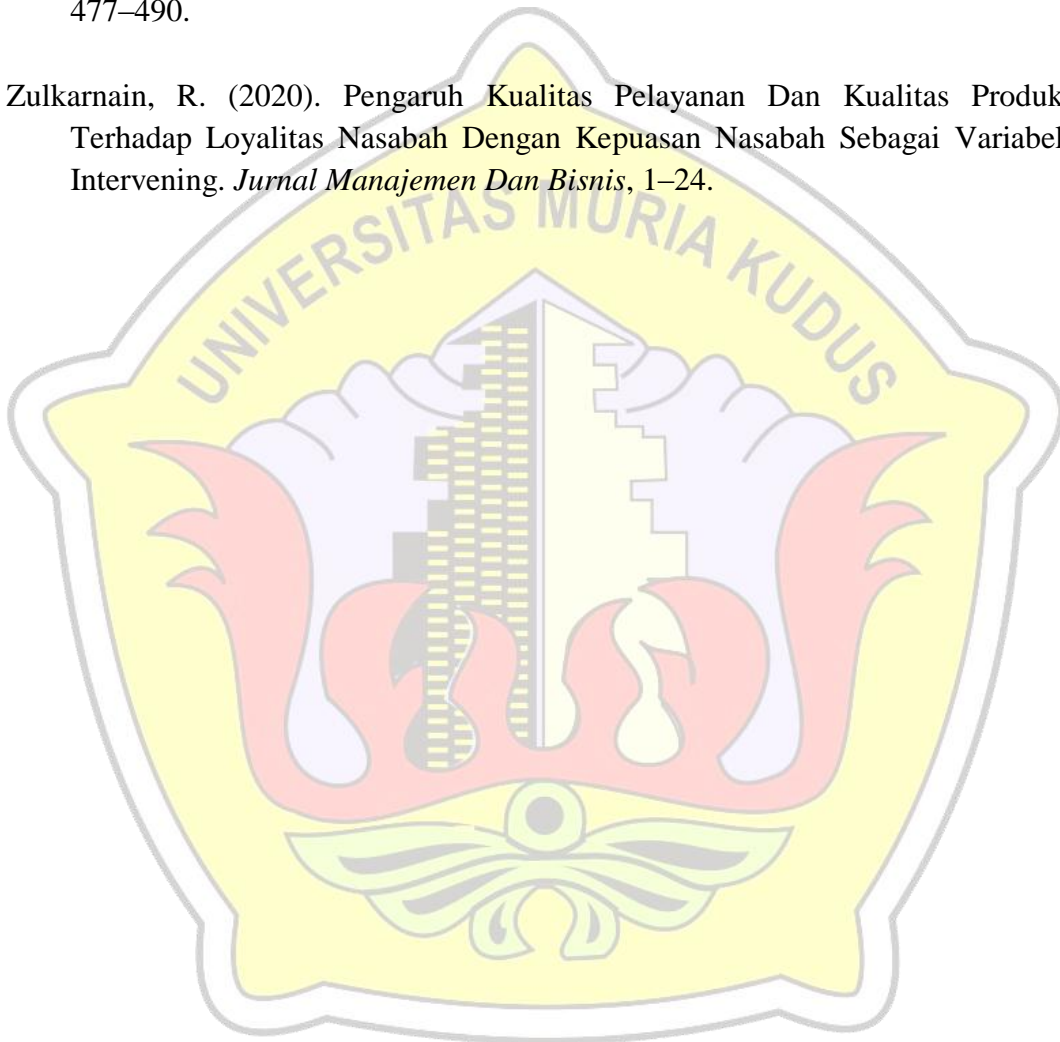 477–490.
Zulkarnain, R. (2020). Pengaruh Kualitas Pelayanan Dan Kualitas Produk
Terhadap Loyalitas Nasabah Dengan Kepuasan Nasabah Sebagai Variabel
Intervening. Jurnal Manajemen Dan Bisnis, 1–24.
UNIVERSITAS MURIA KUDUS